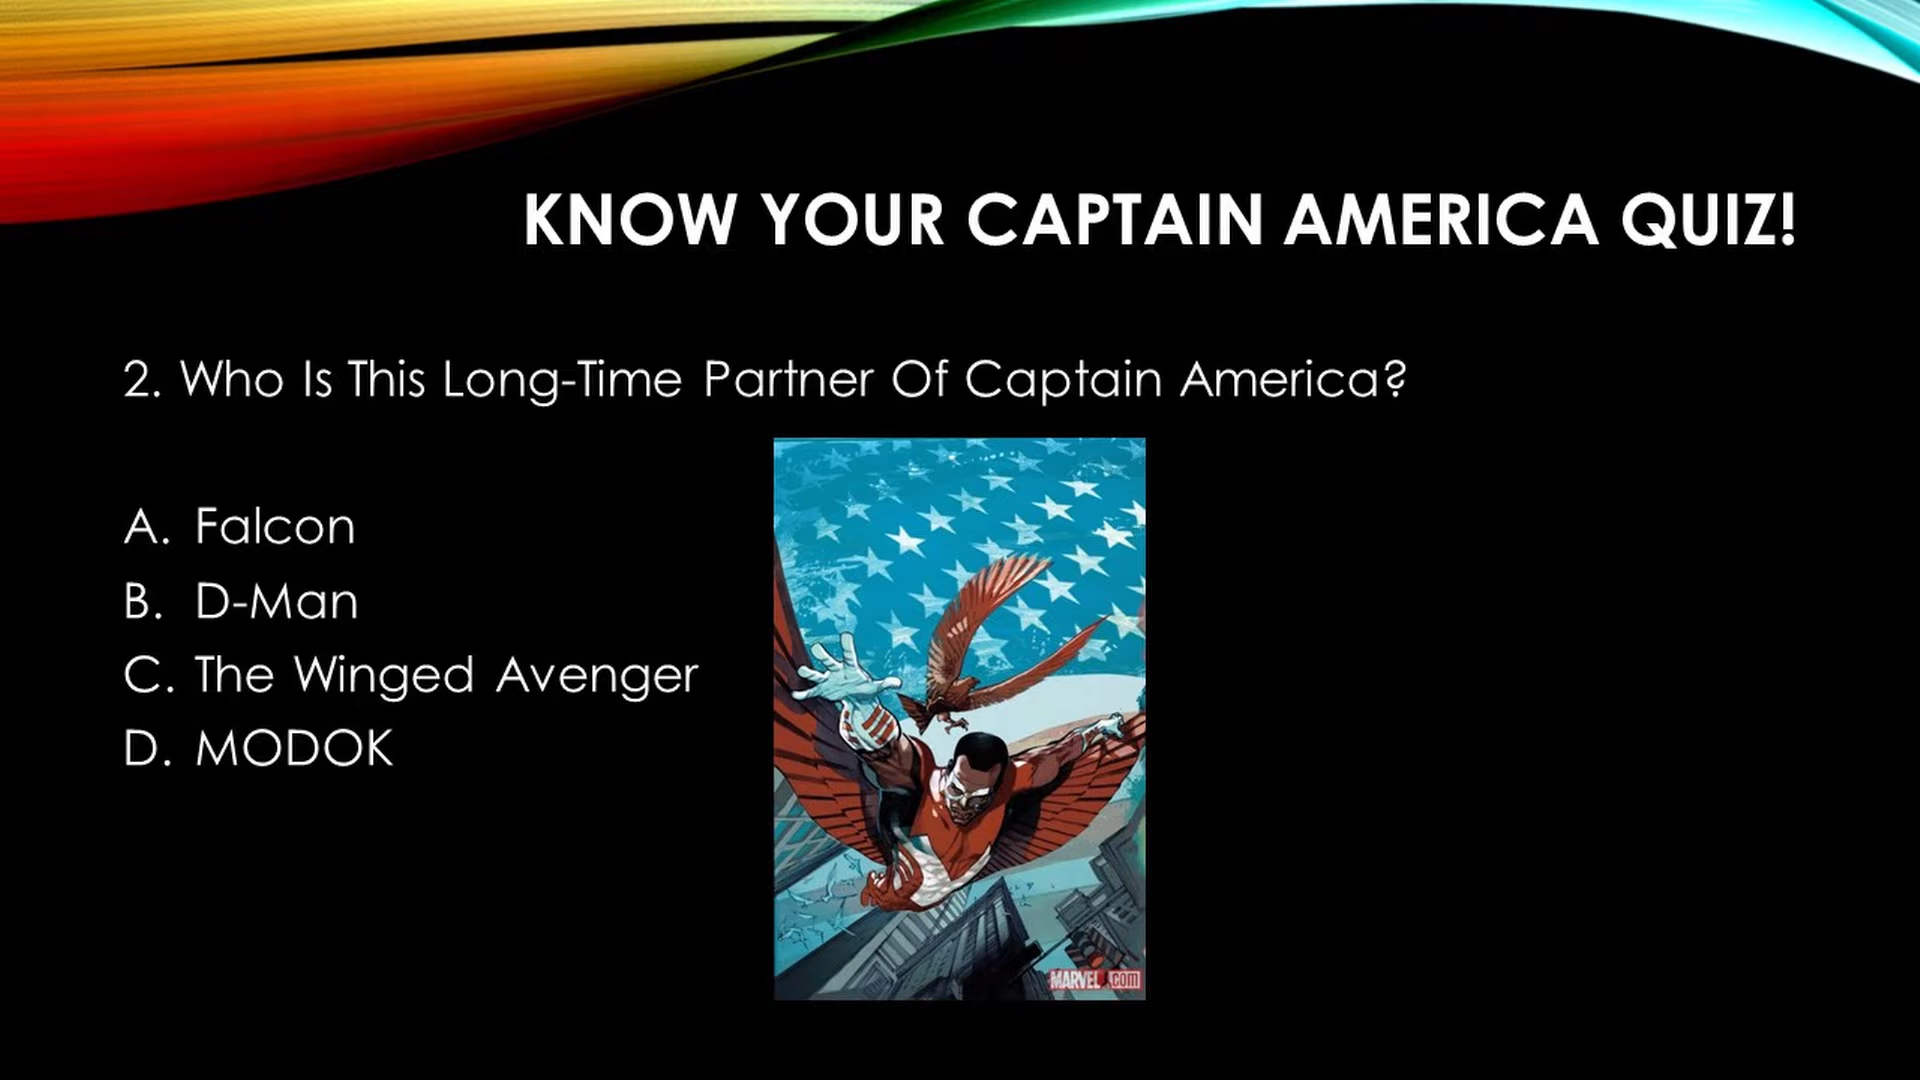 KNOW YOUR CAPTAIN AMERICA QUIZ!
2. Who Is This Long-Time Partner Of Captain America?
A. Falcon
B. D-Man
C. The Winged Avenger
D. MODOK
MARVEL.com